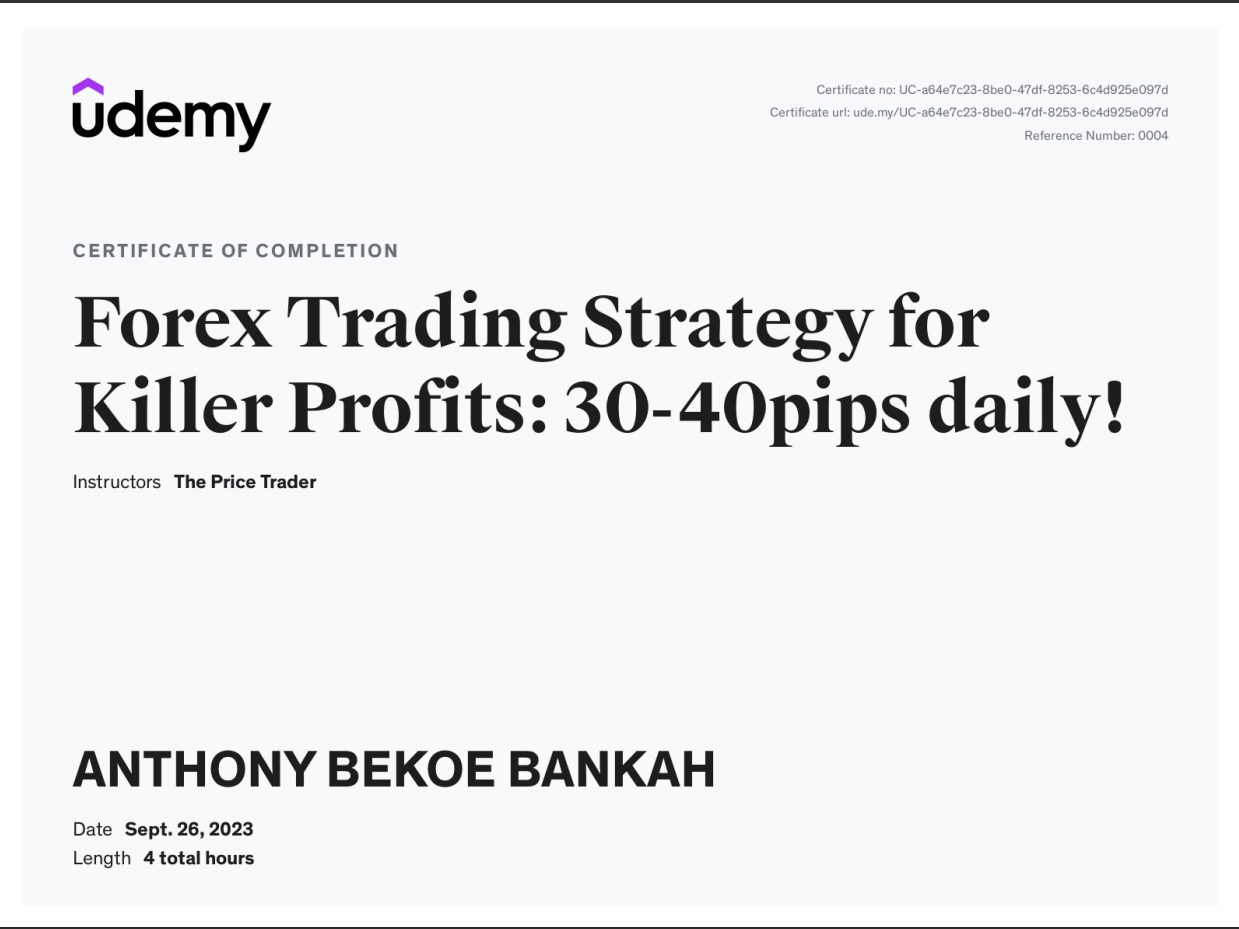 udemy
Certificate no: UC-a64e7c23-8be0-47df-8253-6c4d925e097d
Certificate url: ude.my/UC-a64e7c23-8be0-47df-8253-6c4d925e097d
Reference Number: 0004
CERTIFICATE OF COMPLETION
Forex Trading Strategy for
Killer Profits: 30-40pips daily!
Instructors The Price Trader
ANTHONY BEKOE BANKAH
Date Sept. 26, 2023
Length 4 total hours